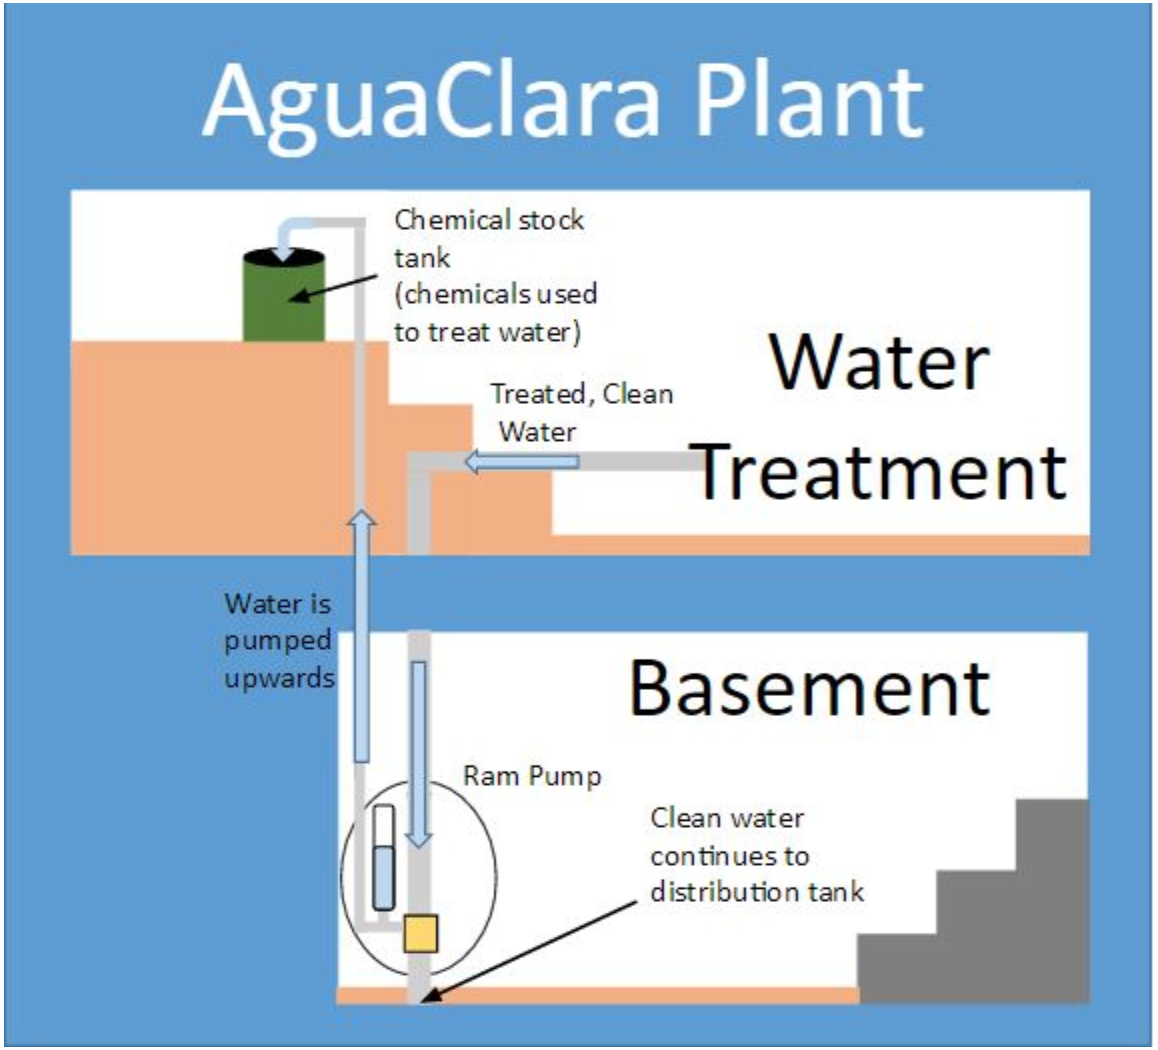 AguaClara Plant
Chemical stock
tank
(chemicals used
to treat water)
Water
Treatment
Treated, Clean
Water
Water is
pumped
upwards
Basement
Ram Pump
Clean water
continues to
distribution tank